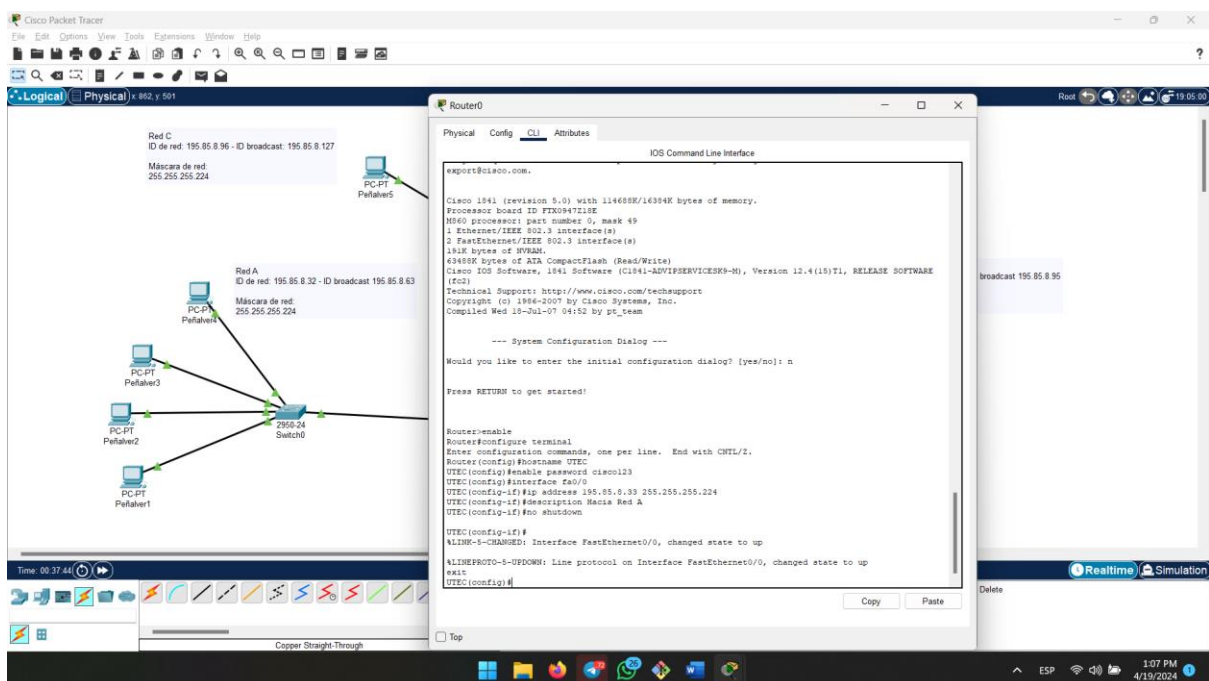 Cisco Packet Tracer
File Edit Options View Tools Extensions Window Help
?
Logical Physical x: 862, y: 501
Root 19:05:00
Red C
ID de red: 195.85.8.96 - ID broadcast: 195.85.8.127
Máscara de red:
255.255.255.224
PC-PT
Peñalver5
Red A
ID de red: 195.85.8.32 - ID broadcast 195.85.8.63
Máscara de red:
255.255.255.224
PC-PT
Peñalver4
PC-PT
Peñalver3
PC-PT
Peñalver2
PC-PT
Peñalver1
2950-24
Switch0
broadcast 195.85.8.95
Router0
Physical Config CLI Attributes
IOS Command Line Interface
export@cisco.com.
Cisco 1841 (revision 5.0) with 114688K/16384K bytes of memory.
Processor board ID FTX0947Z18E
M860 processor: part number 0, mask 49
1 Ethernet/IEEE 802.3 interface(s)
2 FastEthernet/IEEE 802.3 interface(s)
191K bytes of NVRAM.
63488K bytes of ATA CompactFlash (Read/Write)
Cisco IOS Software, 1841 Software (C1841-ADVIPSERVICESK9-M), Version 12.4(15)T1, RELEASE SOFTWARE
(fc2)
Technical Support: http://www.cisco.com/techsupport
Copyright (c) 1986-2007 by Cisco Systems, Inc.
Compiled Wed 18-Jul-07 04:52 by pt_team
--- System Configuration Dialog ---
Would you like to enter the initial configuration dialog? [yes/no]: n
Press RETURN to get started!
Router>enable
Router#configure terminal
Enter configuration commands, one per line. End with CNTL/Z.
Router(config)#hostname UTEC
UTEC(config)#enable password cisco123
UTEC(config)#interface fa0/0
UTEC(config-if)#ip address 195.85.8.33 255.255.255.224
UTEC(config-if)#description Hacia Red A
UTEC(config-if)#no shutdown
UTEC(config-if)#
%LINK-5-CHANGED: Interface FastEthernet0/0, changed state to up
%LINEPROTO-5-UPDOWN: Line protocol on Interface FastEthernet0/0, changed state to up
exit
UTEC(config)#
Copy Paste
Top
Time: 00:37:44
Realtime Simulation
Delete
Copper Straight-Through
26
ESP
1:07 PM
4/19/2024